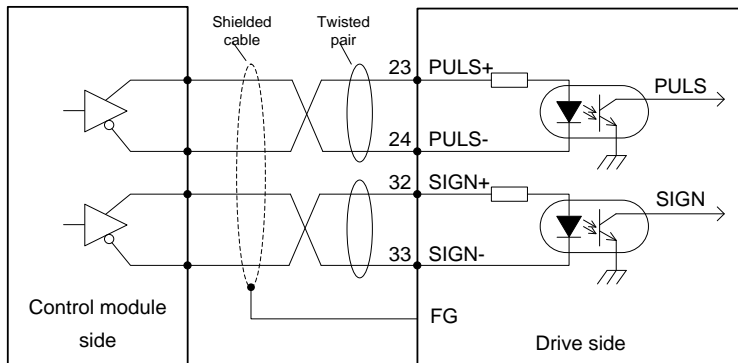 Shielded
cable
Twisted
pair
23 PULS+
PULS
24 PULS-
32 SIGN+
SIGN
33 SIGN-
FG
Control module
side
Drive side